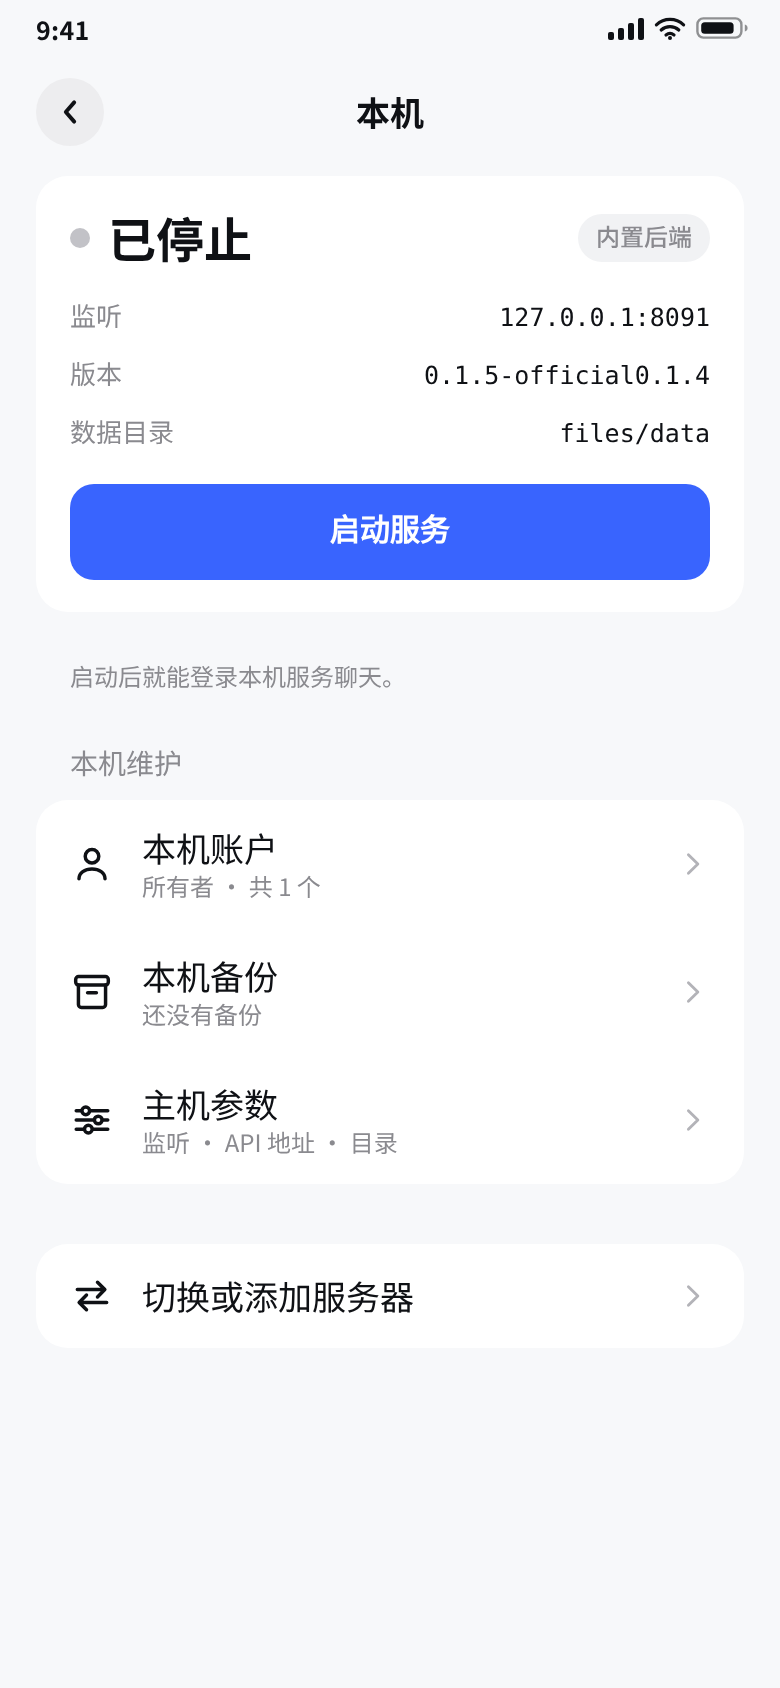 9:41
本机
已停止
内置后端
监听
127.0.0.1:8091
版本
0.1.5-official0.1.4
数据目录
files/data
启动服务
启动后就能登录本机服务聊天。
本机维护
本机账户
所有者 · 共 1 个
本机备份
还没有备份
主机参数
监听 · API 地址 · 目录
切换或添加服务器